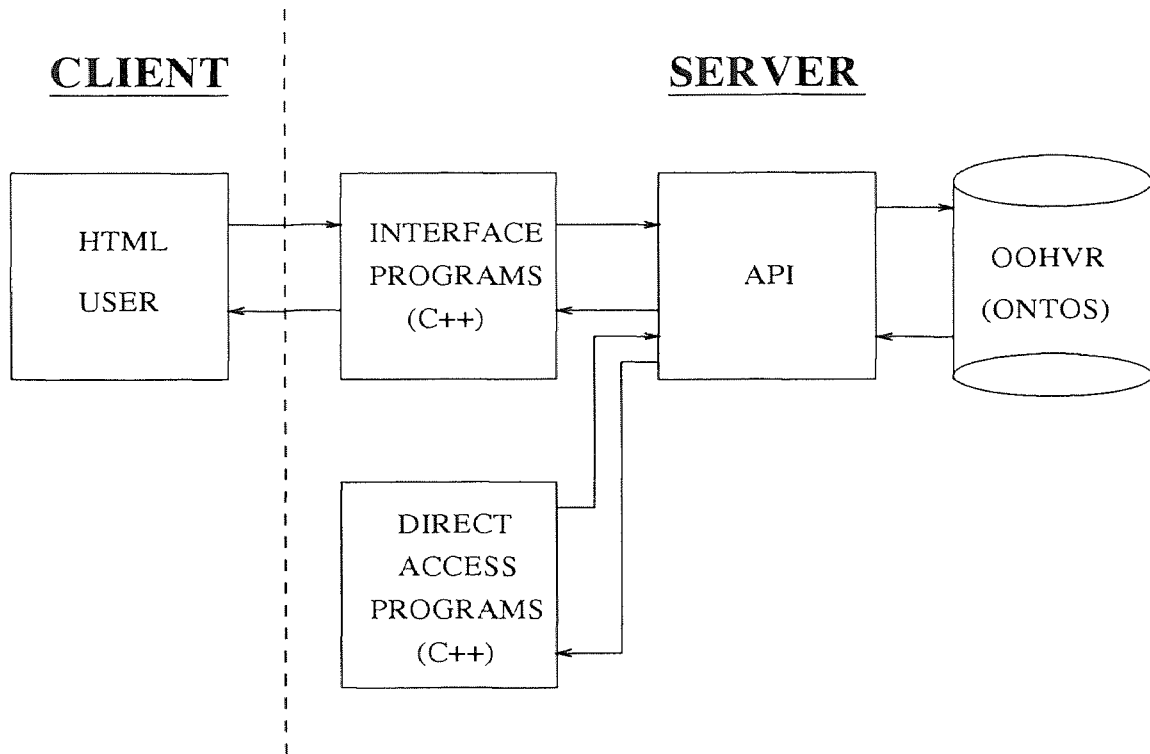 CLIENT
SERVER
HTML
USER
INTERFACE
PROGRAMS
(C++)
API
OOHVR
(ONTOS)
DIRECT
ACCESS
PROGRAMS
(C++)